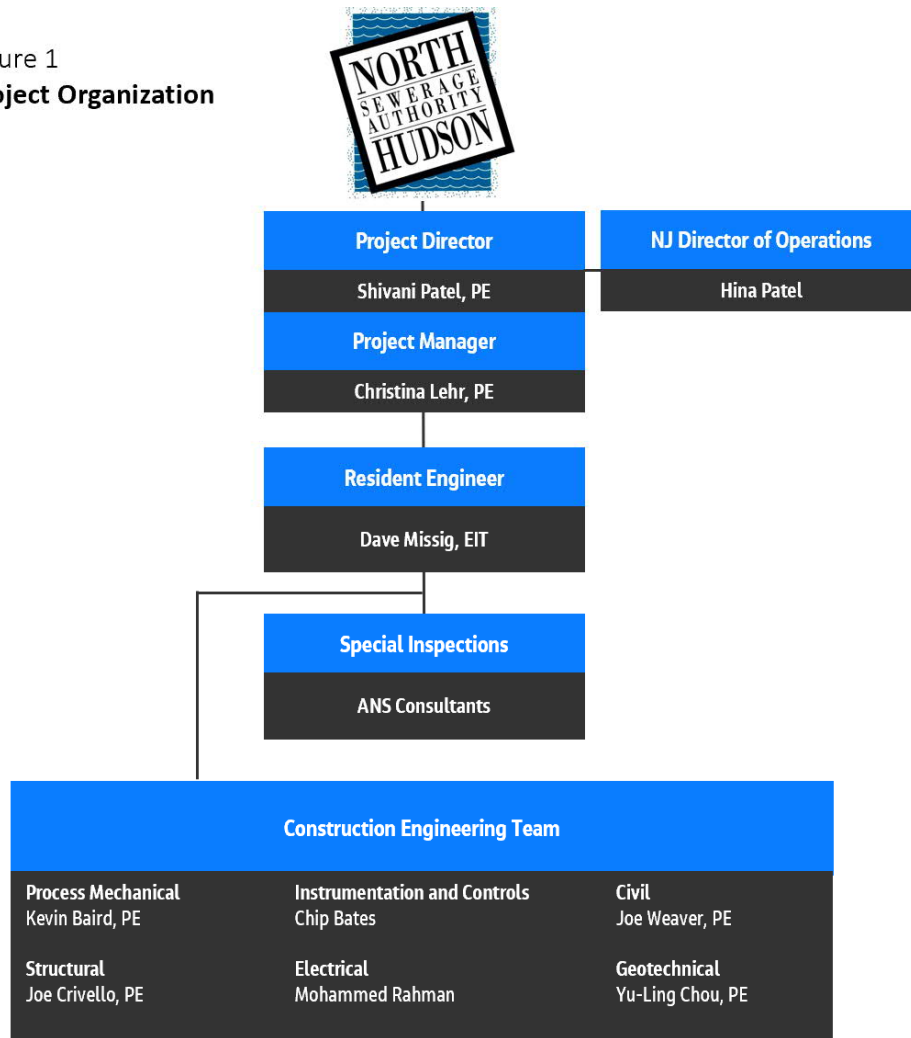 ure 1
ject Organization
NORTH
SEWERAGE
AUTHORITY
HUDSON
Project Director
Shivani Patel, PE
NJ Director of Operations
Hina Patel
Project Manager
Christina Lehr, PE
Resident Engineer
Dave Missig, EIT
Special Inspections
ANS Consultants
Construction Engineering Team
Process Mechanical
Kevin Baird, PE
Instrumentation and Controls
Chip Bates
Civil
Joe Weaver, PE
Structural
Joe Crivello, PE
Electrical
Mohammed Rahman
Geotechnical
Yu-Ling Chou, PE